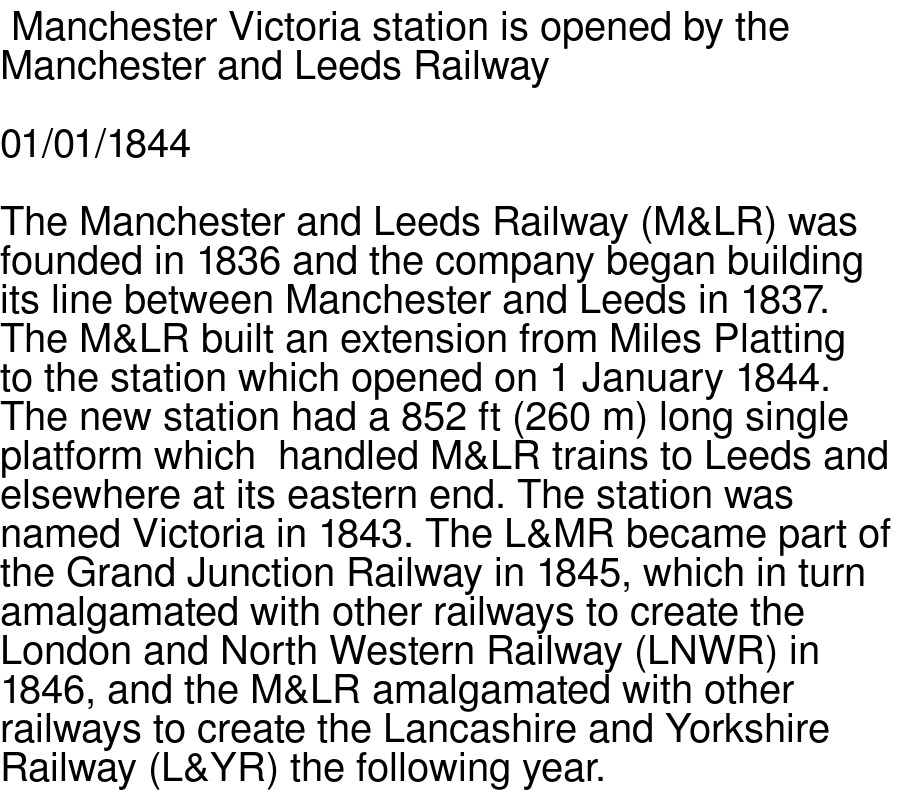 Manchester Victoria station is opened by the
Manchester and Leeds Railway
01/01/1844
The Manchester and Leeds Railway (M&LR) was
founded in 1836 and the company began building
its line between Manchester and Leeds in 1837.
The M&LR built an extension from Miles Platting
to the station which opened on 1 January 1844.
The new station had a 852 ft (260 m) long single
platform which  handled M&LR trains to Leeds and
elsewhere at its eastern end. The station was
named Victoria in 1843. The L&MR became part of
the Grand Junction Railway in 1845, which in turn
amalgamated with other railways to create the
London and North Western Railway (LNWR) in
1846, and the M&LR amalgamated with other
railways to create the Lancashire and Yorkshire
Railway (L&YR) the following year.